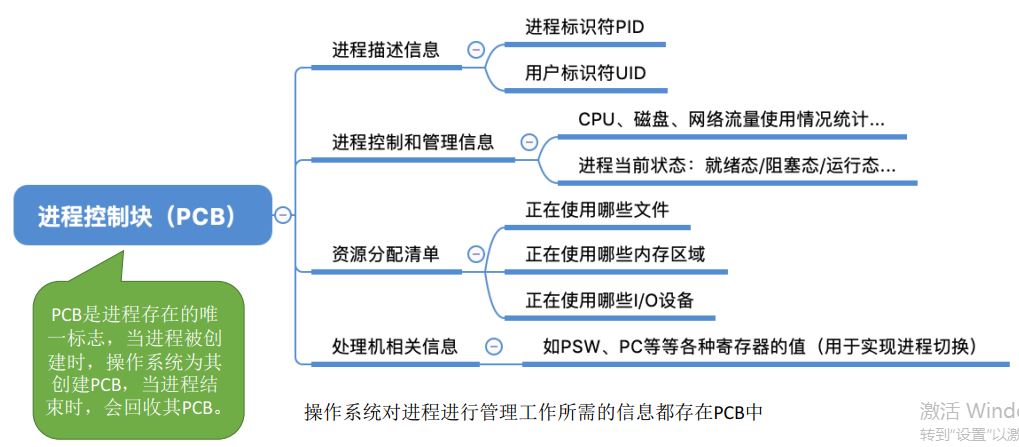 进程控制块（PCB）
PCB是进程存在的唯
一标志，当进程被创
建时，操作系统为其
创建PCB，当进程结
束时，会回收其PCB。
进程描述信息
进程标识符PID
用户标识符UID
进程控制和管理信息
CPU、磁盘、网络流量使用情况统计...
进程当前状态：就绪态/阻塞态/运行态...
资源分配清单
正在使用哪些文件
正在使用哪些内存区域
正在使用哪些I/O设备
处理机相关信息
如PSW、PC等等各种寄存器的值（用于实现进程切换）
操作系统对进程进行管理工作所需的信息都存在PCB中
激活 Wind
转到"设置"以激